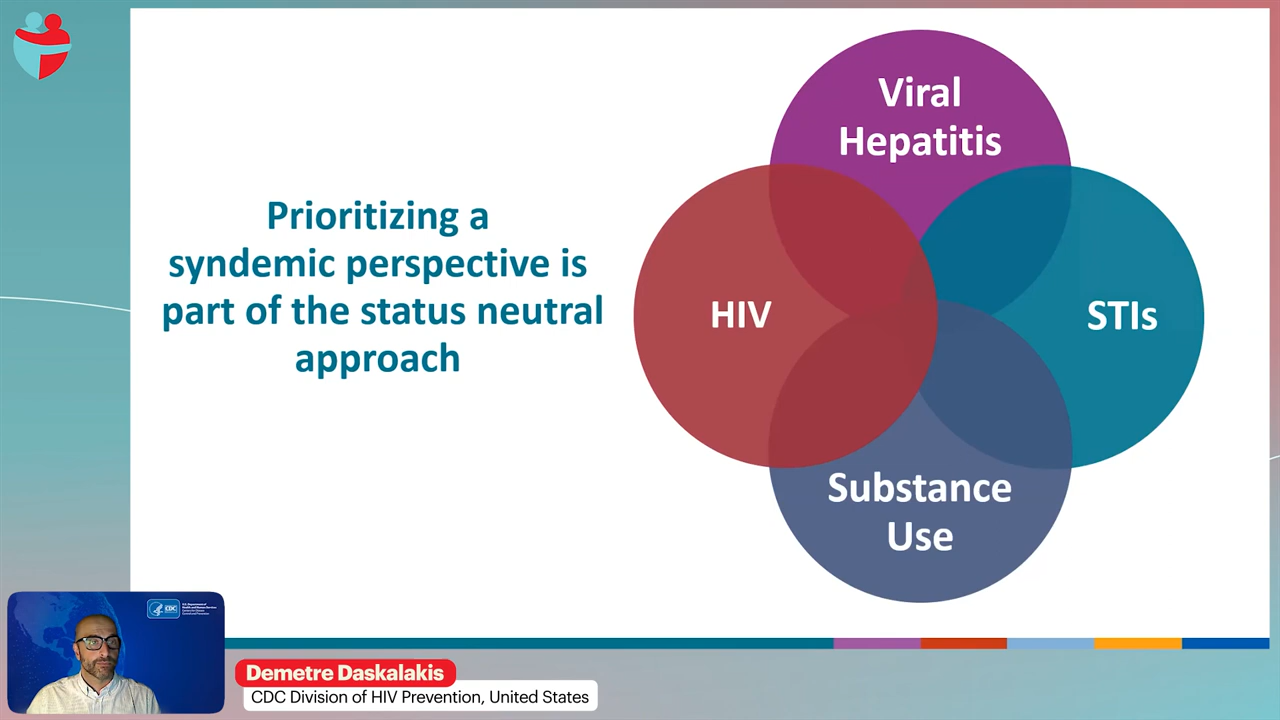 Prioritizing a
syndemic perspective is
part of the status neutral
approach
Viral
Hepatitis
HIV
STIs
Substance
Use
CDC
Demetre Daskalakis
CDC Division of HIV Prevention, United States